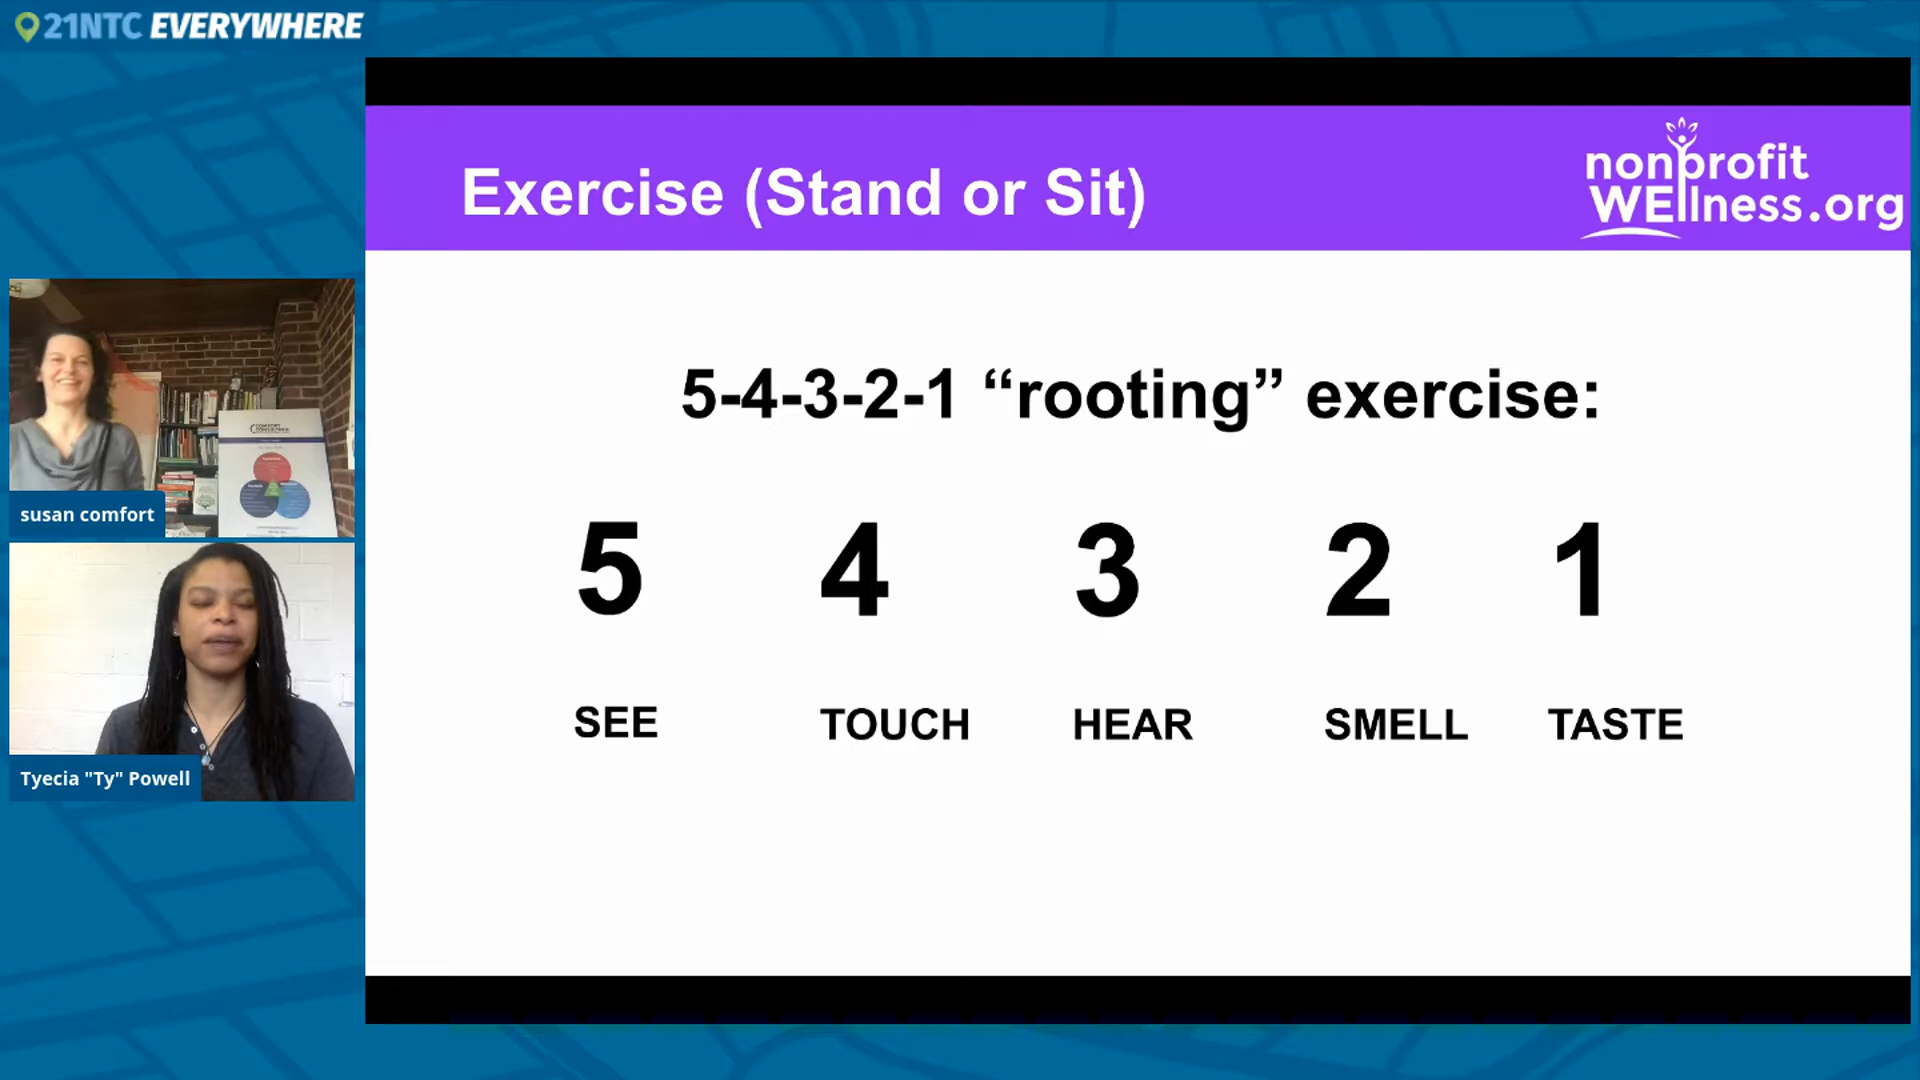 21NTC EVERYWHERE
Exercise (Stand or Sit)
nonprofit
WEllness.org
5-4-3-2-1 “rooting” exercise:
5 4 3 2 1
SEE TOUCH HEAR SMELL TASTE
susan comfort
Tyecia "Ty" Powell